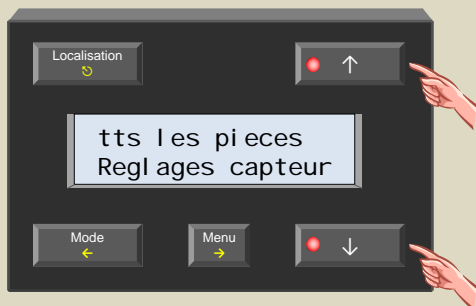 Localisation
tts les pieces
Reglages capteur
Mode
Menu